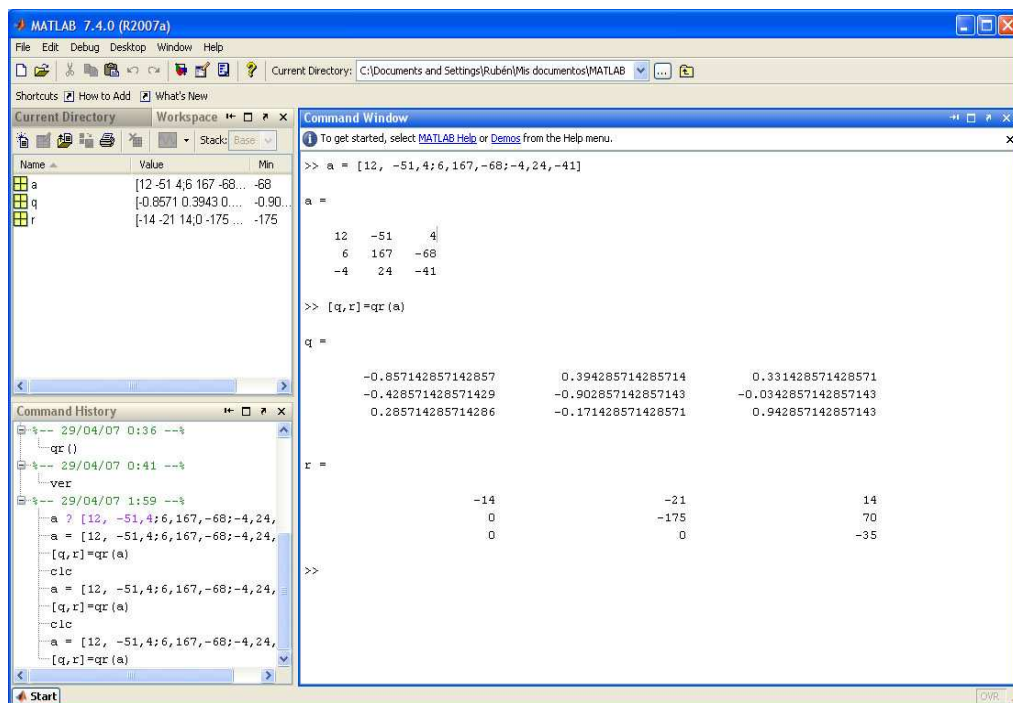 MATLAB 7.4.0 (R2007a)
File Edit Debug Desktop Window Help
Current Directory: C:\Documents and Settings\Rubén\Mis documentos\MATLAB
Shortcuts How to Add What's New
Current Directory Workspace
Stack: Base
Name Value Min
a [12 -51 4;6 167 -68... -68
q [-0.8571 0.3943 0.... -0.90...
r [-14 -21 14;0 -175 ... -175
Command History
%-- 29/04/07 0:36 --%
qr()
%-- 29/04/07 0:41 --%
ver
%-- 29/04/07 1:59 --%
a ? [12, -51,4;6,167,-68;-4,24,
a = [12, -51,4;6,167,-68;-4,24,
[q,r]=qr(a)
clc
a = [12, -51,4;6,167,-68;-4,24,
[q,r]=qr(a)
clc
a = [12, -51,4;6,167,-68;-4,24,
[q,r]=qr(a)
Command Window
To get started, select MATLAB Help or Demos from the Help menu.
>> a = [12, -51,4;6,167,-68;-4,24,-41]
a =
12 -51 4
6 167 -68
-4 24 -41
>> [q,r]=qr(a)
q =
-0.857142857142857 0.394285714285714 0.331428571428571
-0.428571428571429 -0.902857142857143 -0.0342857142857143
0.285714285714286 -0.171428571428571 0.942857142857143
r =
-14 -21 14
0 -175 70
0 0 -35
>>
Start
OVR